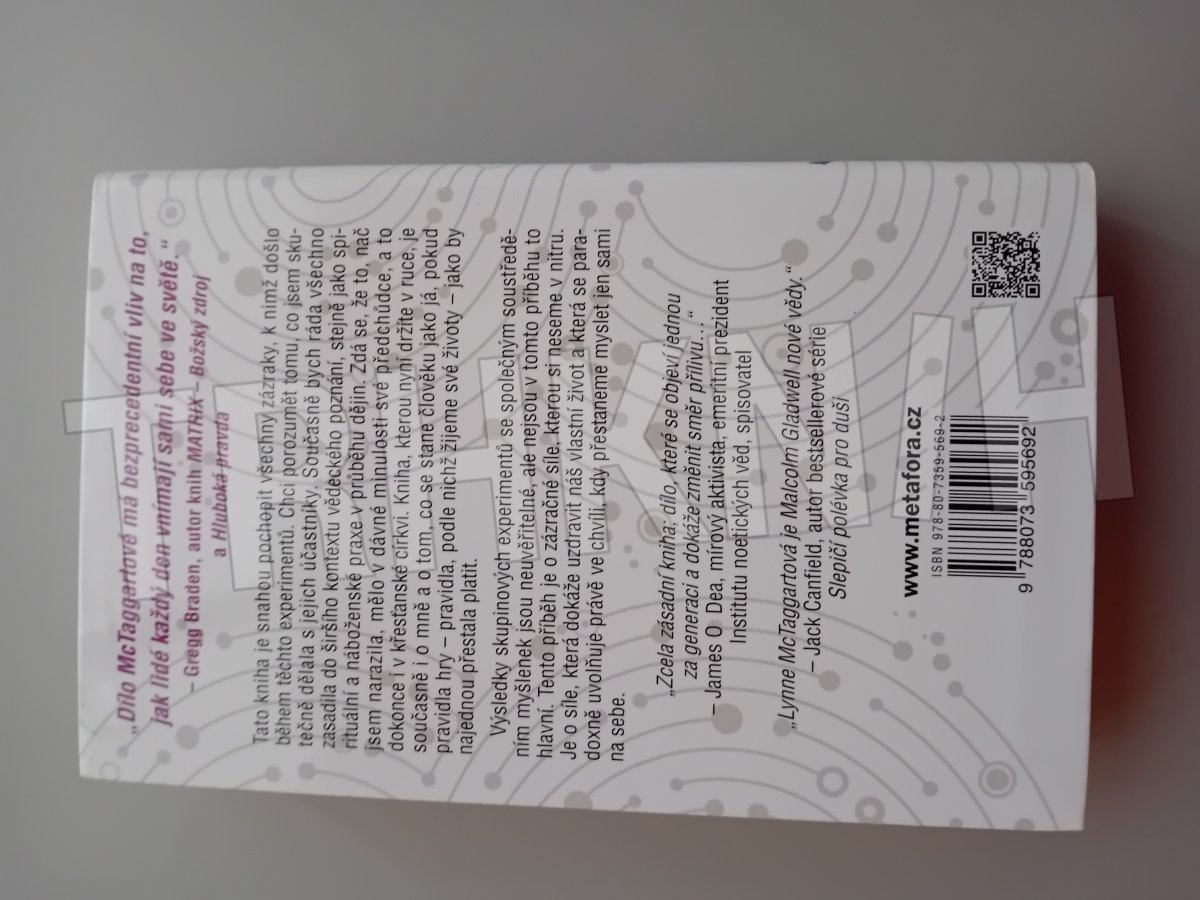 „Dílo McTaggartové má bezprecedentní vliv na to,
jak lidé každý den vnímají sami sebe ve světě.“
– Gregg Braden, autor knih MATRIX – Božský zdroj
a Hluboká pravda
Tato kniha je snahou pochopit všechny zázraky, k nimž došlo
během těchto experimentů. Chci porozumět tomu, co jsem sku-
tečně dělala s jejich účastníky. Současně bych ráda všechno
zasadila do širšího kontextu vědeckého poznání, stejně jako spi-
rituální a náboženské praxe v průběhu dějin. Zdá se, že to, nač
jsem narazila, mělo v dávné minulosti své předchůdce, a to
dokonce i v křesťanské církvi. Kniha, kterou nyní držíte v ruce, je
současně i o mně a o tom, co se stane člověku jako já, pokud
pravidla hry – pravidla, podle nichž žijeme své životy – jako by
najednou přestala platit.
Výsledky skupinových experimentů se společným soustředě-
ním myšlenek jsou neuvěřitelné, ale nejsou v tomto příběhu to
hlavní. Tento příběh je o zázračné síle, kterou si neseme v nitru.
Je o síle, která dokáže uzdravit náš vlastní život a která se para-
doxně uvolňuje právě ve chvíli, kdy přestaneme myslet jen sami
na sebe.
„Zcela zásadní kniha; dílo, které se objeví jednou
za generaci a dokáže změnit směr přílivu…“
– James O Dea, mírový aktivista, emeritní prezident
Institutu noetických věd, spisovatel
„Lynne McTaggartová je Malcolm Gladwell nové vědy.“
– Jack Canfield, autor bestsellerové série
Slepičí polévka pro duši
www.metafora.cz
ISBN 978-80-7359-569-2
9 788073 595692